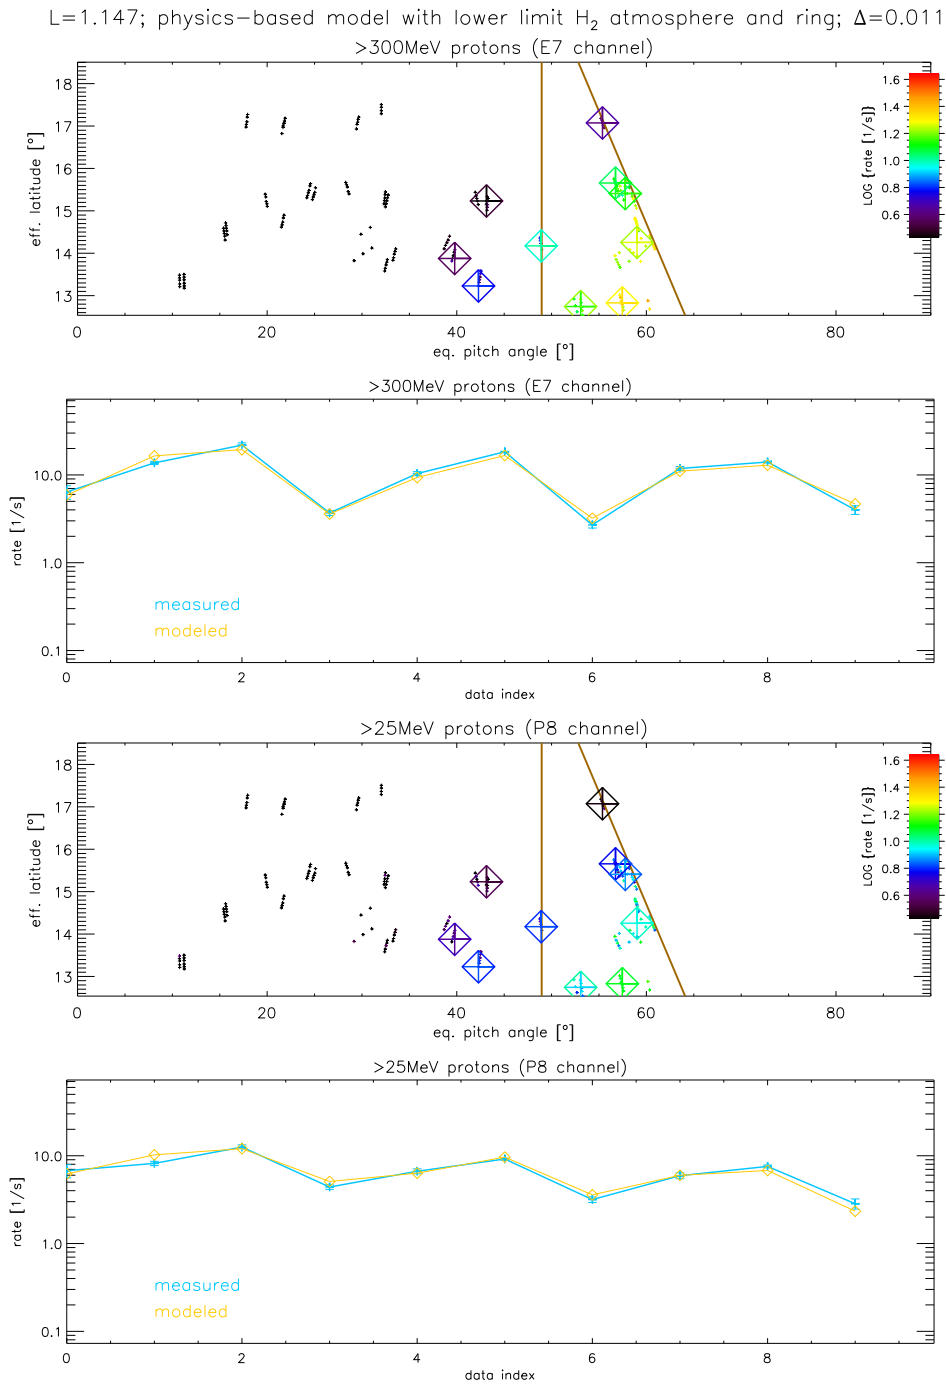 L=1.147; physics-based model with lower limit H₂ atmosphere and ring; Δ=0.011
>300MeV protons (E7 channel)
18
17
16
15
14
13
eff. latitude [°]
0 20 40 60 80
eq. pitch angle [°]
1.6
1.4
1.2
1.0
0.8
0.6
LOG {rate [1/s]}
>300MeV protons (E7 channel)
10.0
1.0
0.1
rate [1/s]
measured
modeled
0 2 4 6 8
data index
>25MeV protons (P8 channel)
18
17
16
15
14
13
eff. latitude [°]
0 20 40 60 80
eq. pitch angle [°]
1.6
1.4
1.2
1.0
0.8
0.6
LOG {rate [1/s]}
>25MeV protons (P8 channel)
10.0
1.0
0.1
rate [1/s]
measured
modeled
0 2 4 6 8
data index